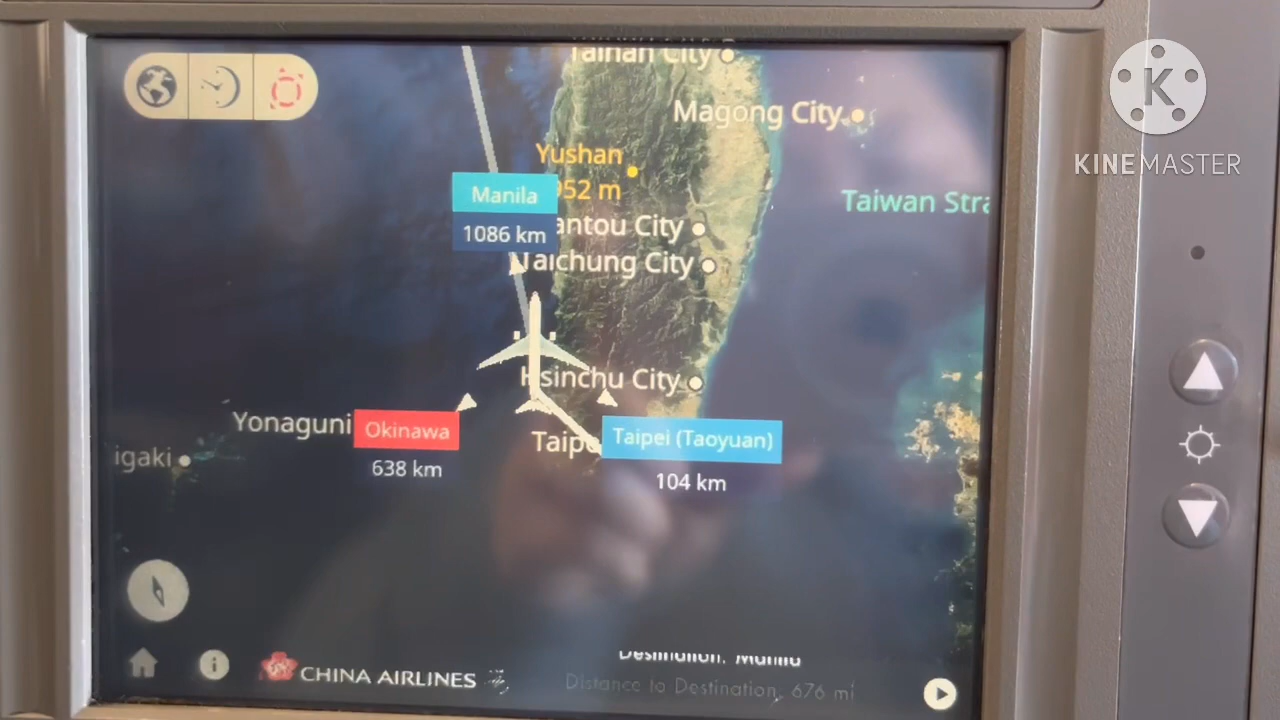 Tainan City
KINEMASTER
Magong City
Yushan
952 m
Manila
1086 km
Taiwan Stra
antou City
Taichung City
Hsinchu City
Yonaguni
Okinawa
638 km
igaki
Taipe
Taipei (Taoyuan)
104 km
CHINA AIRLINES
Destination: Manila
Distance to Destination: 676 mi